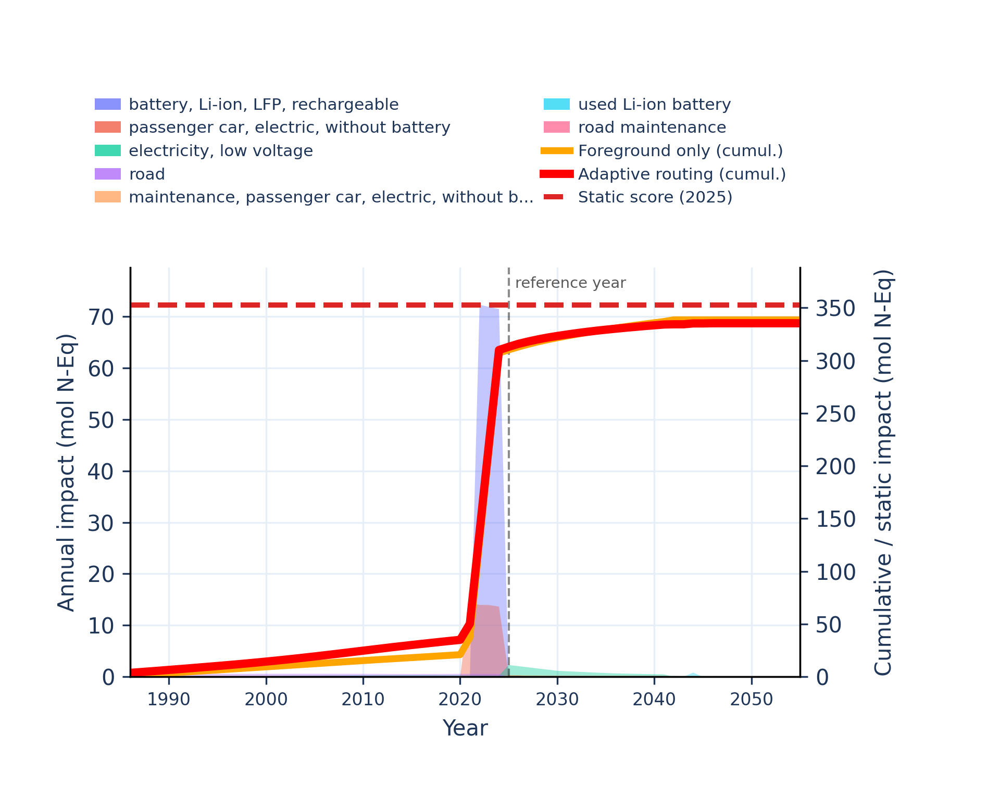 battery, Li-ion, LFP, rechargeable
passenger car, electric, without battery
electricity, low voltage
road
maintenance, passenger car, electric, without b...
used Li-ion battery
road maintenance
Foreground only (cumul.)
Adaptive routing (cumul.)
Static score (2025)
reference year
Annual impact (mol N-Eq)
70
60
50
40
30
20
10
0
350
300
250
200
150
100
50
0
Cumulative / static impact (mol N-Eq)
1990 2000 2010 2020 2030 2040 2050
Year